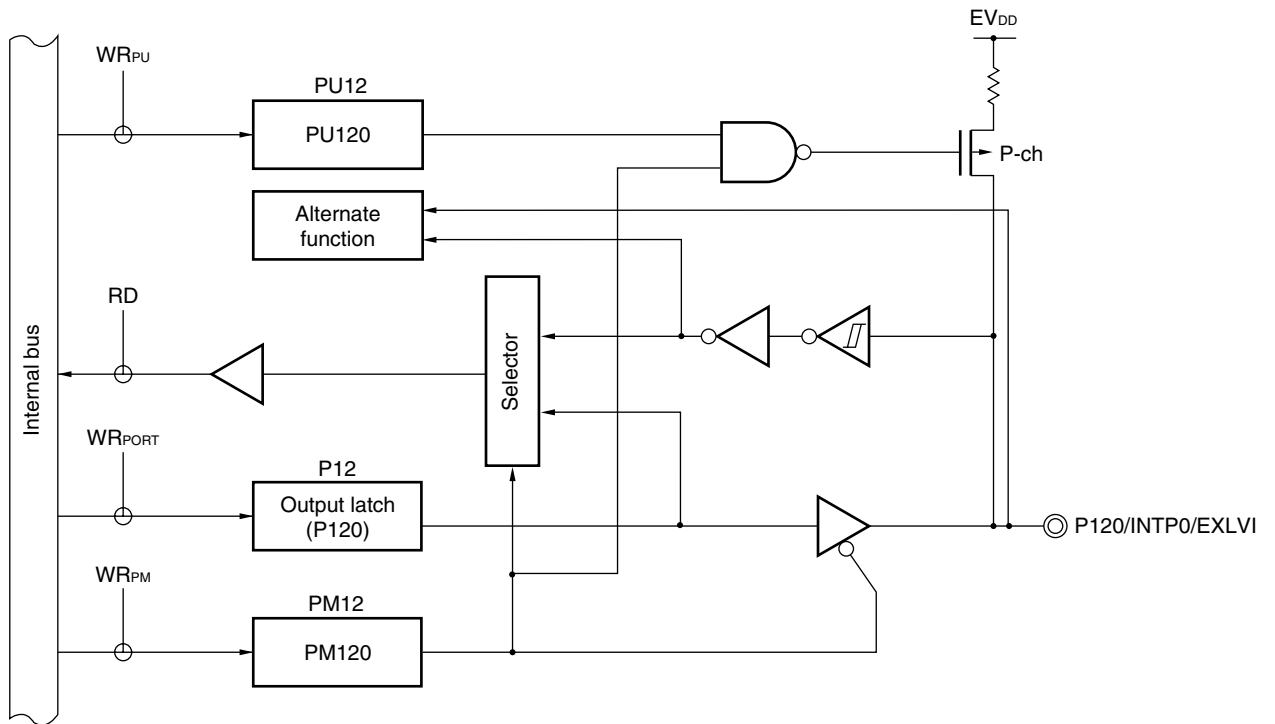 EVDD
WRPU
PU12
PU120
P-ch
Alternate
function
RD
Selector
Internal bus
WRPORT
P12
Output latch
(P120)
P120/INTP0/EXLVI
WRPM
PM12
PM120